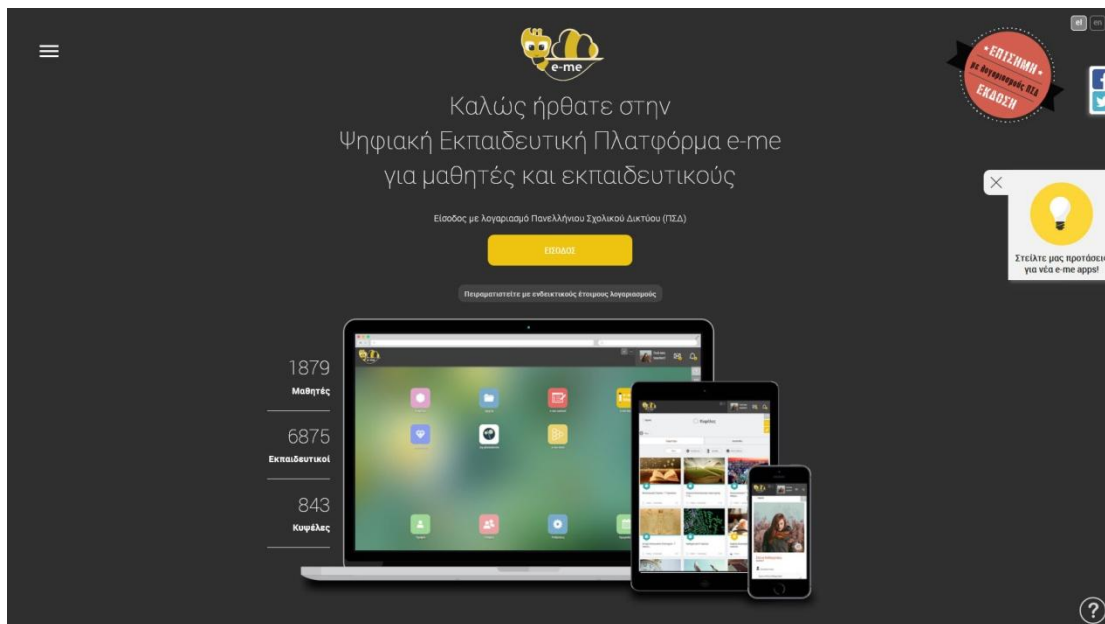 el en
e-me
ΕΠΙΣΗΜΗ
με λογαριασμούς ΠΣΔ
ΕΚΔΟΣΗ
Καλώς ήρθατε στην
Ψηφιακή Εκπαιδευτική Πλατφόρμα e-me
για μαθητές και εκπαιδευτικούς
Είσοδος με λογαριασμό Πανελλήνιου Σχολικού Δικτύου (ΠΣΔ)
ΕΙΣΟΔΟΣ
Στείλτε μας προτάσεις
για νέα e-me apps!
Πειραματιστείτε με ενδεικτικούς έτοιμους λογαριασμούς
1879
Μαθητές
6875
Εκπαιδευτικοί
843
Κυψέλες
?